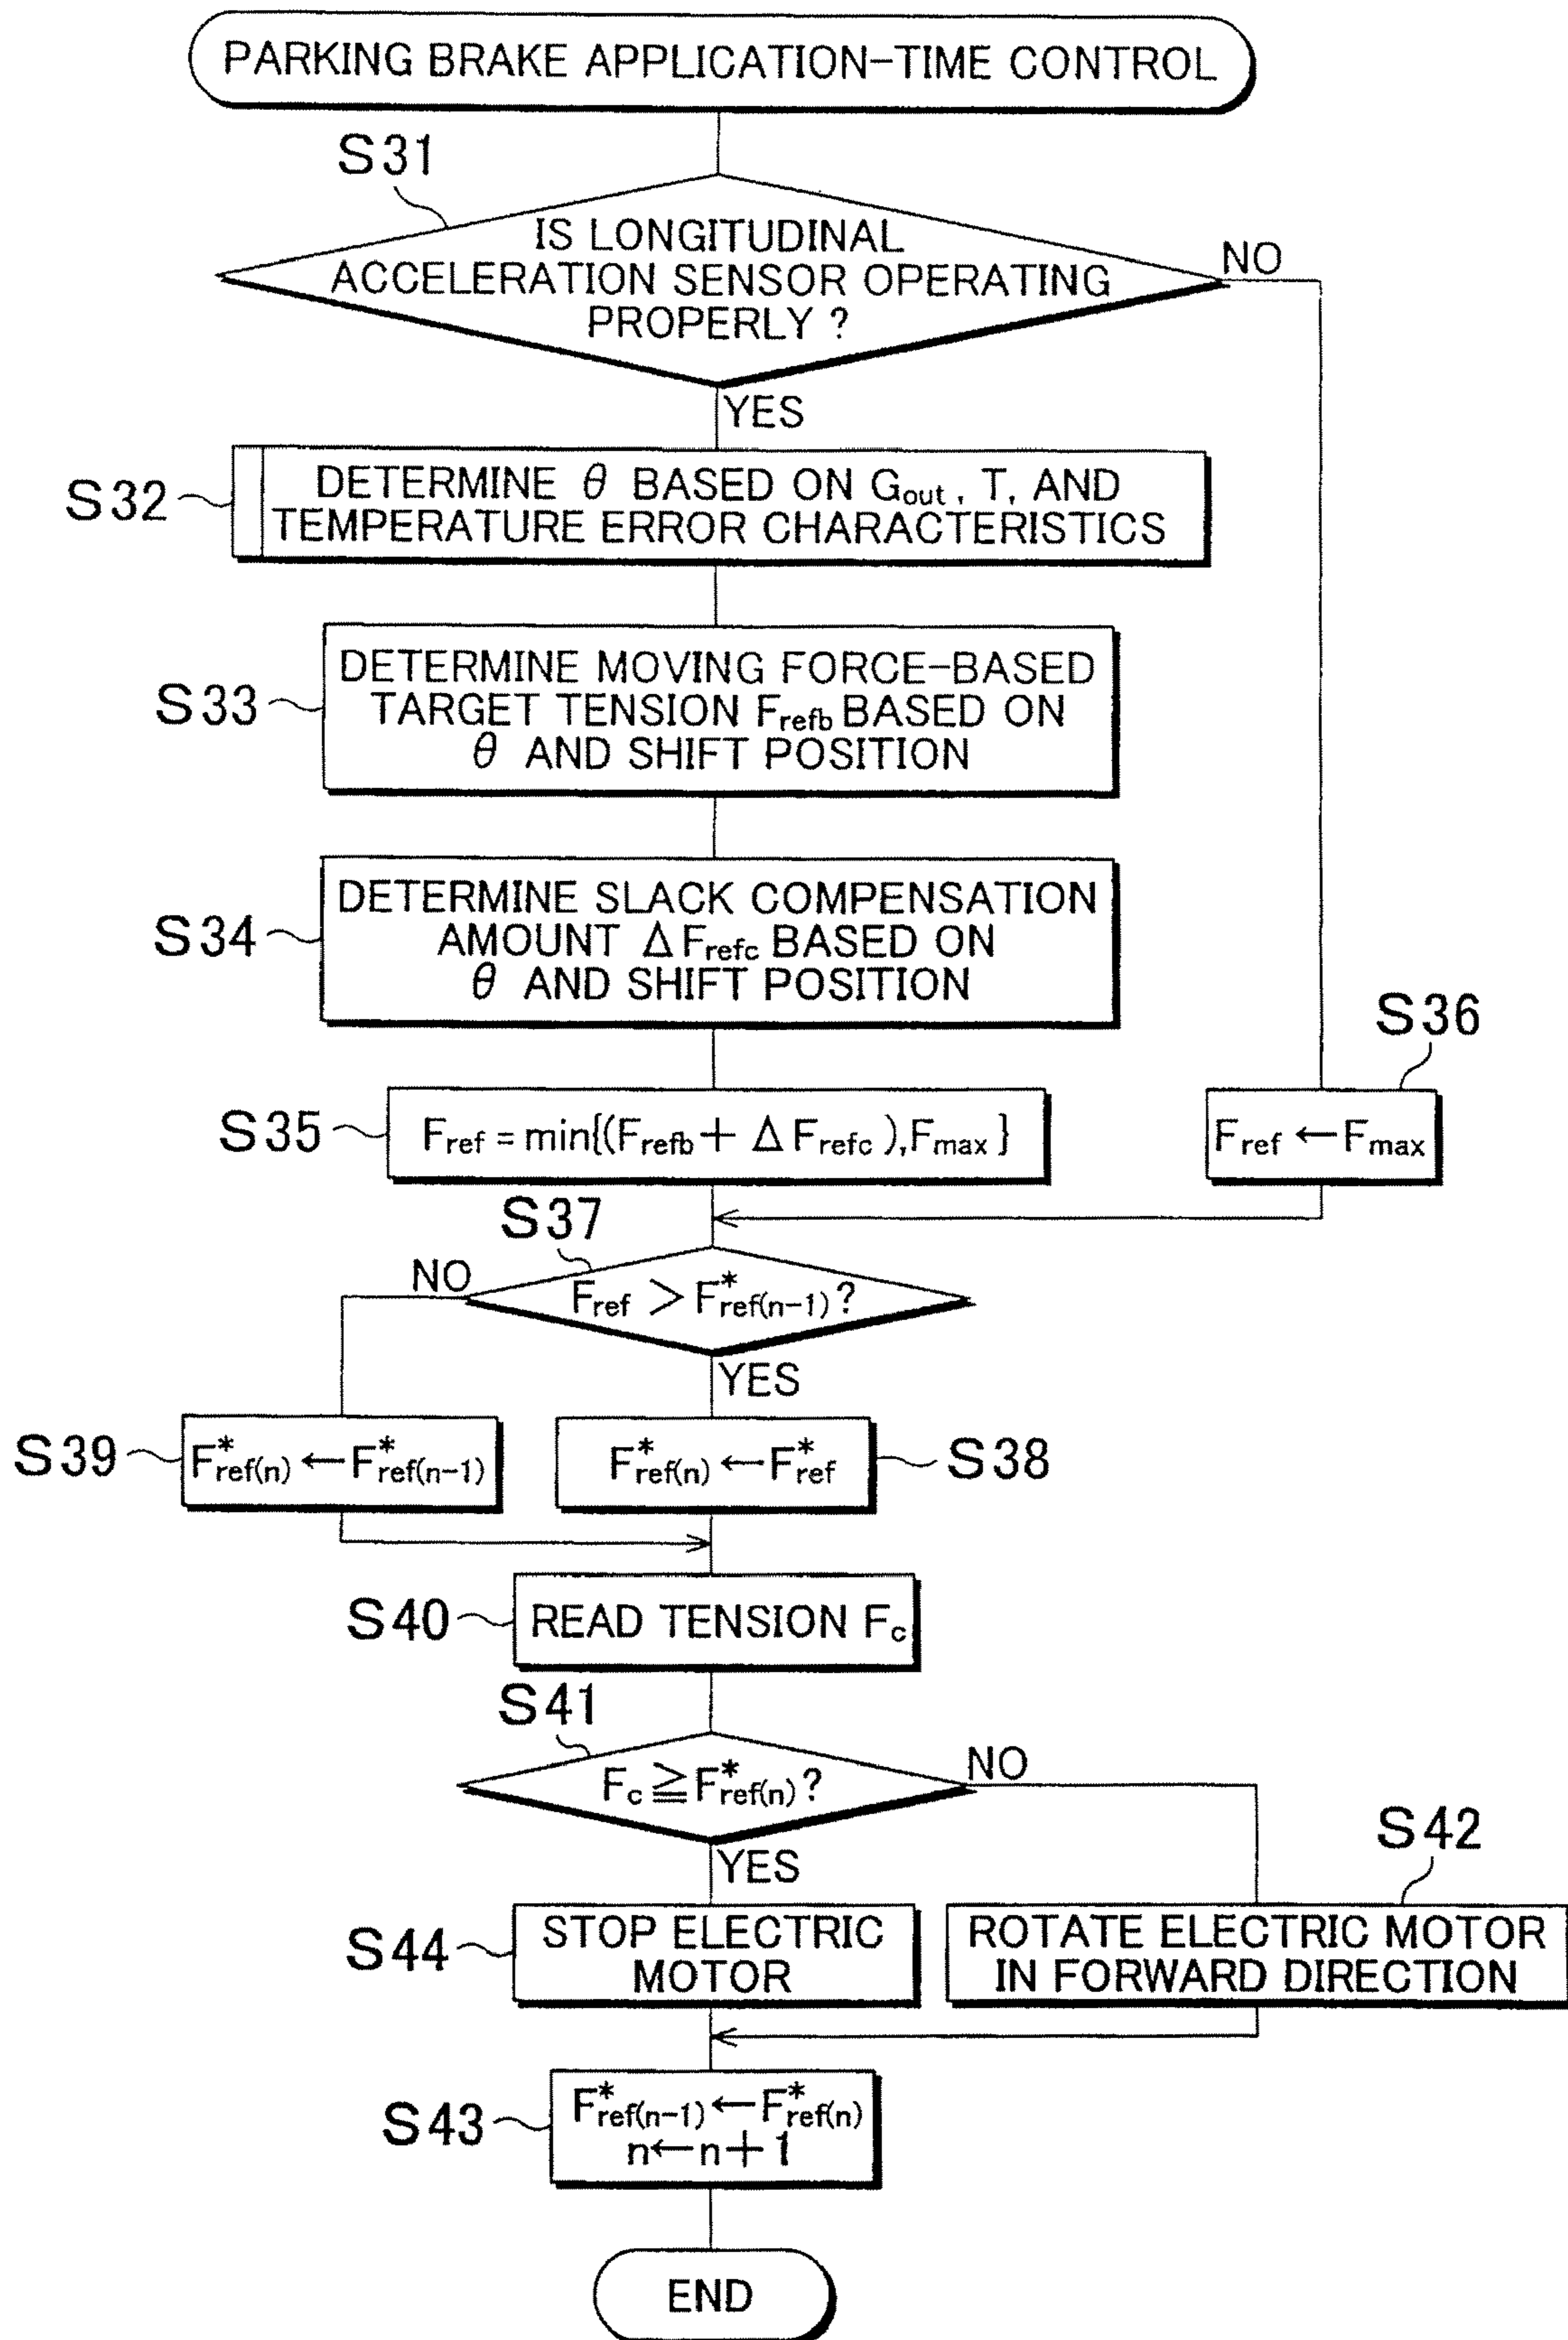 PARKING BRAKE APPLICATION-TIME CONTROL
S31
IS LONGITUDINAL
ACCELERATION SENSOR OPERATING
PROPERLY ?
NO
YES
S32
DETERMINE θ BASED ON Gout, T, AND
TEMPERATURE ERROR CHARACTERISTICS
S33
DETERMINE MOVING FORCE-BASED
TARGET TENSION Frefb BASED ON
θ AND SHIFT POSITION
S34
DETERMINE SLACK COMPENSATION
AMOUNT ΔFrefc BASED ON
θ AND SHIFT POSITION
S35
Fref = min{(Frefb + ΔFrefc ),Fmax }
S36
Fref ← Fmax
S37
Fref > F*ref(n-1)?
NO
YES
S39
F*ref(n) ← F*ref(n-1)
F*ref(n) ← F*ref
S38
S40
READ TENSION Fc
S41
Fc ≧ F*ref(n)?
NO
YES
S42
S44
STOP ELECTRIC
MOTOR
ROTATE ELECTRIC MOTOR
IN FORWARD DIRECTION
S43
F*ref(n-1) ← F*ref(n)
n←n+1
END